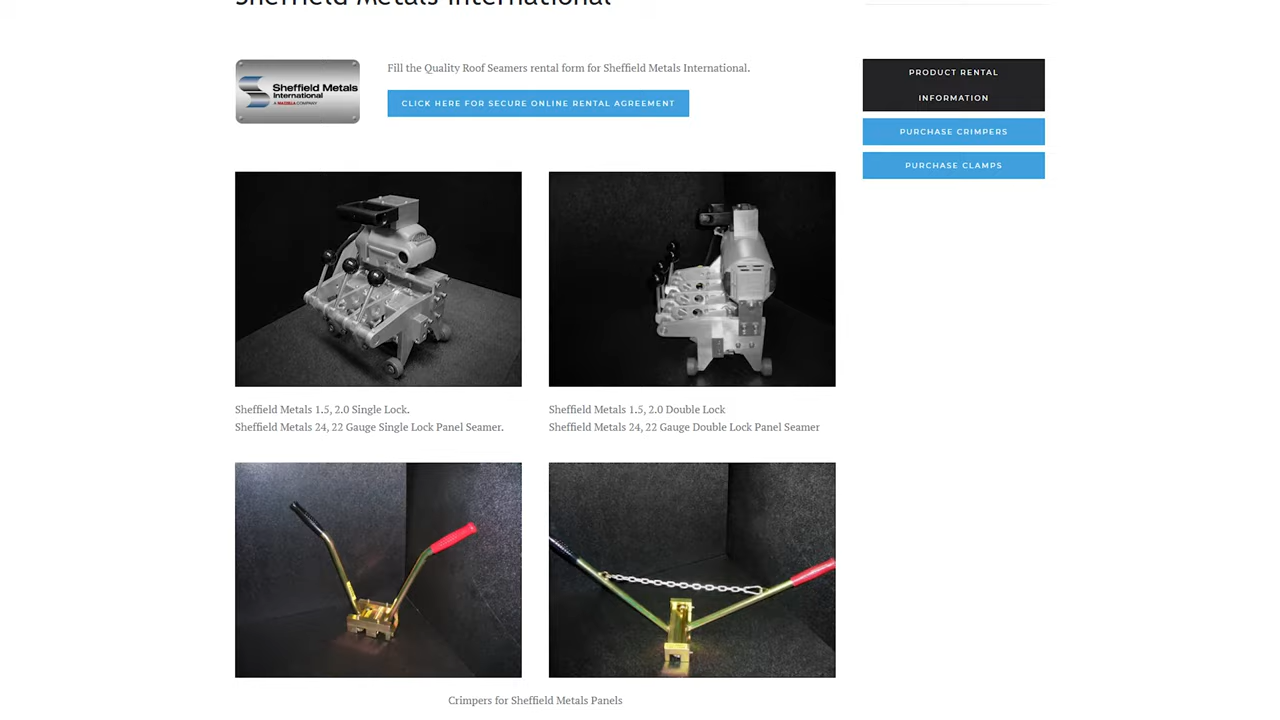 Sheffield Metals International
Sheffield Metals
International
A MAZELLA COMPANY
Fill the Quality Roof Seamers rental form for Sheffield Metals International.
CLICK HERE FOR SECURE ONLINE RENTAL AGREEMENT
PRODUCT RENTAL
INFORMATION
PURCHASE CRIMPERS
PURCHASE CLAMPS
Sheffield Metals 1.5, 2.0 Single Lock.
Sheffield Metals 24, 22 Gauge Single Lock Panel Seamer.
Sheffield Metals 1.5, 2.0 Double Lock
Sheffield Metals 24, 22 Gauge Double Lock Panel Seamer
Crimpers for Sheffield Metals Panels